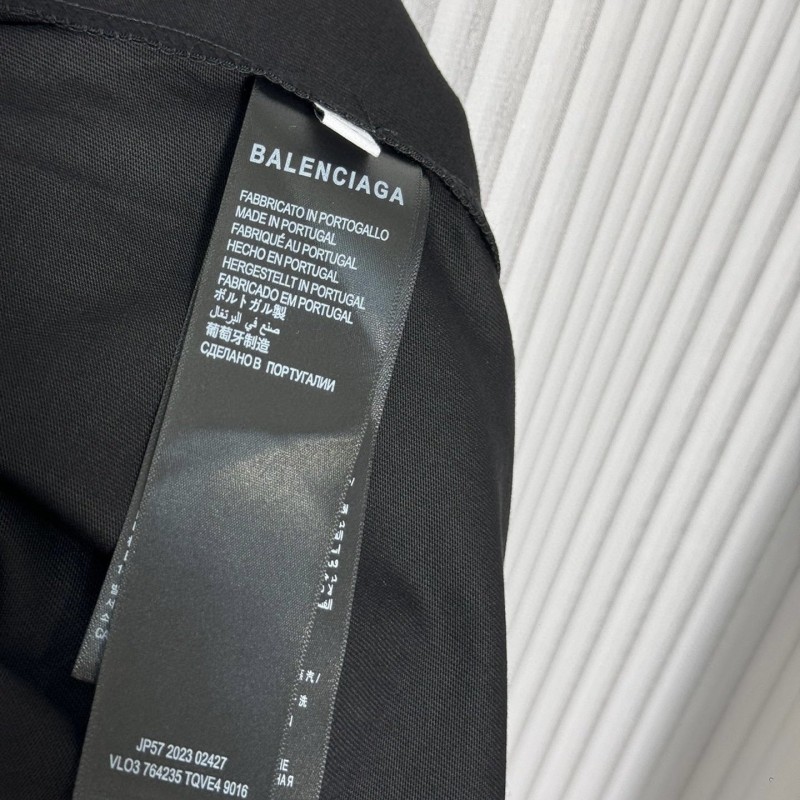 BALENCIAGA
FABBRICATO IN PORTOGALLO
MADE IN PORTUGAL
FABRIQUÉ AU PORTUGAL
HECHO EN PORTUGAL
HERGESTELLT IN PORTUGAL
FABRICADO EM PORTUGAL
ポルトガル製
صنع في البرتغال
葡萄牙制造
СДЕЛАНО В ПОРТУГАЛИИ
JP57 2023 02427
VLO3 764235 TQVE4 9016
汽/
洗